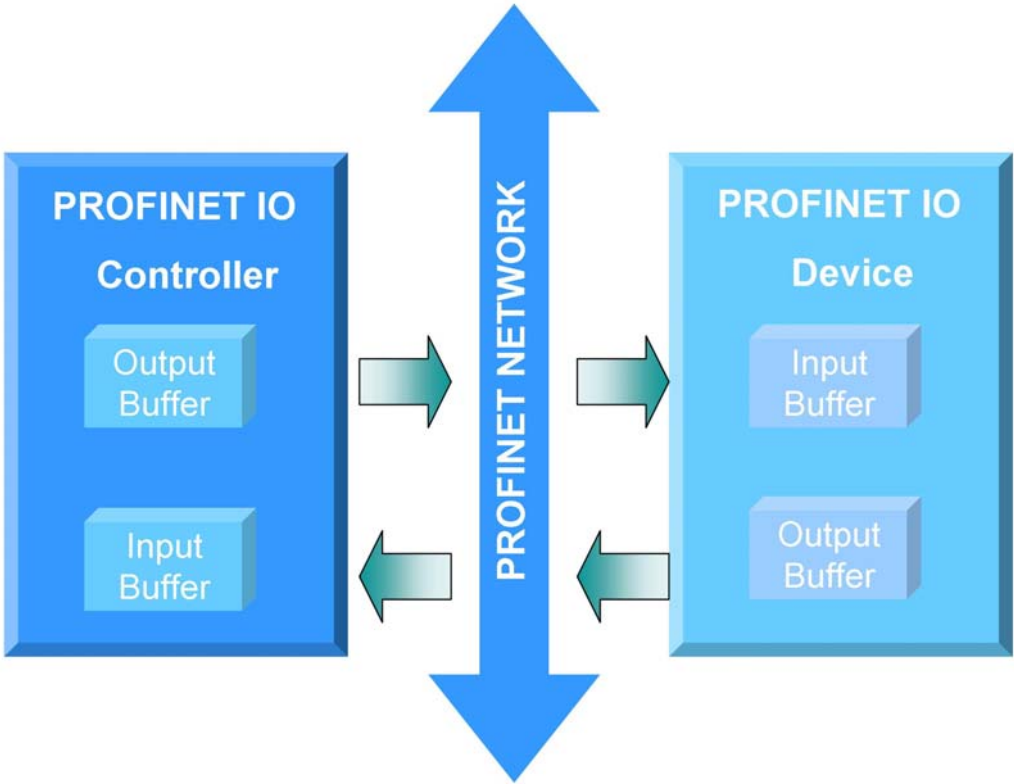 PROFINET IO
Controller
Output
Buffer
Input
Buffer
PROFINET NETWORK
PROFINET IO
Device
Input
Buffer
Output
Buffer